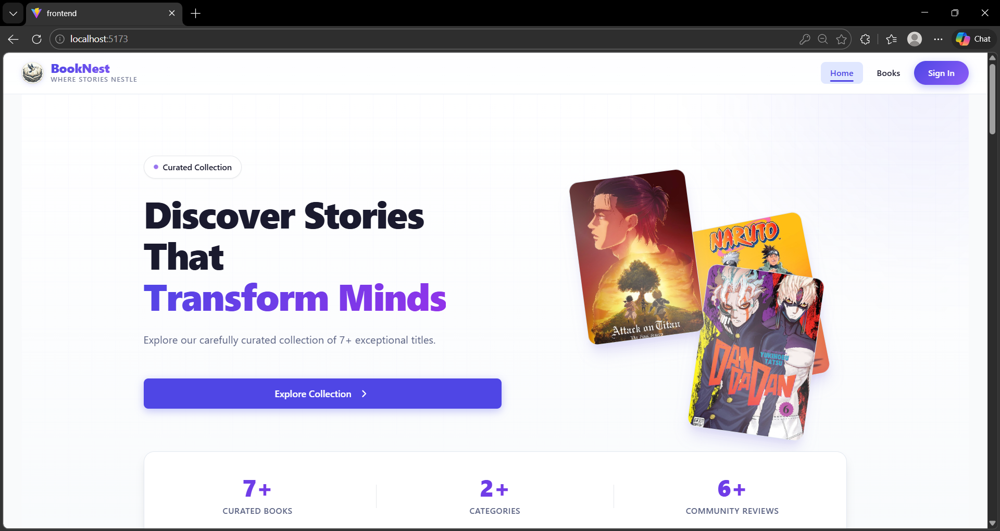 frontend
localhost:5173
Chat
BookNest
WHERE STORIES NESTLE
Home
Books
Sign In
Curated Collection
Discover Stories
That
Transform Minds
Explore our carefully curated collection of 7+ exceptional titles.
Explore Collection
Attack on Titan
The Final Season
NARUTO
YUKINOBU
TATSU
DAN
DA DAN
6
7+
CURATED BOOKS
2+
CATEGORIES
6+
COMMUNITY REVIEWS